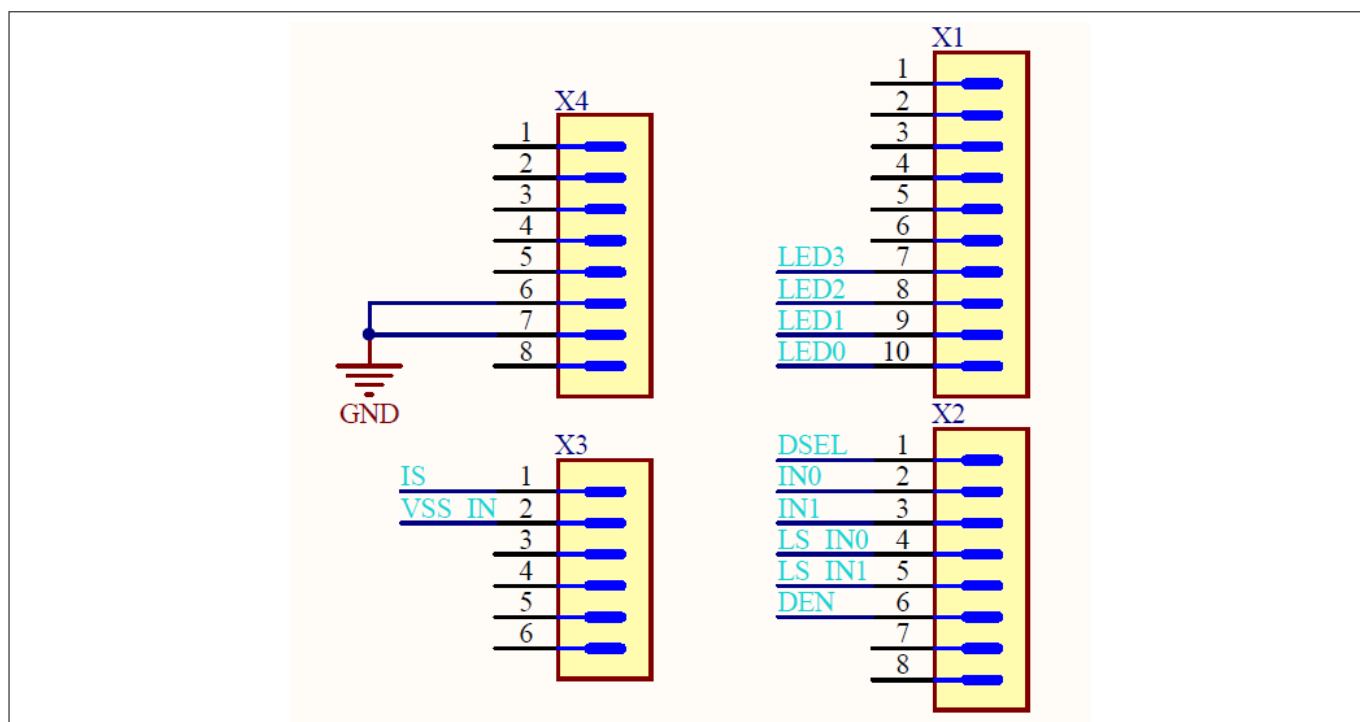 X4
1
2
3
4
5
6
7
8
GND
X3
IS 1
VSS_IN 2
3
4
5
6
X1
1
2
3
4
5
6
LED3 7
LED2 8
LED1 9
LED0 10
X2
DSEL 1
IN0 2
IN1 3
LS_IN0 4
LS_IN1 5
DEN 6
7
8